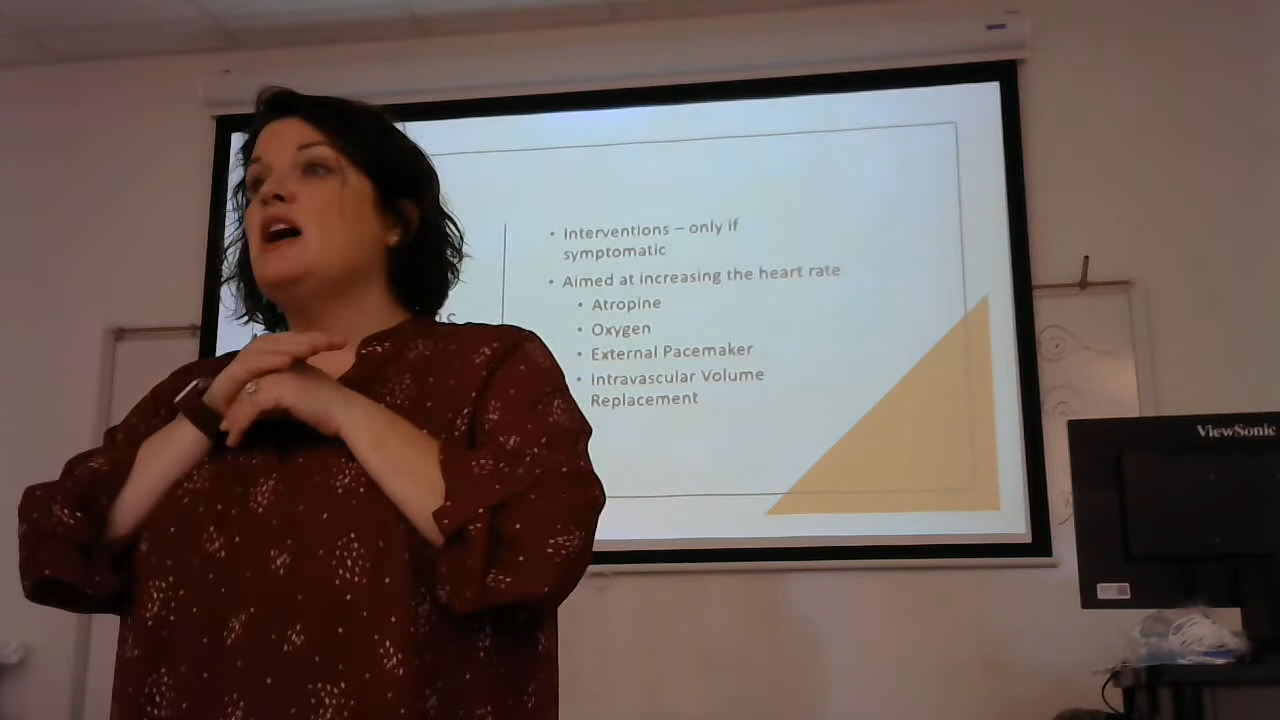 • Interventions – only if
symptomatic
• Aimed at increasing the heart rate
• Atropine
• Oxygen
• External Pacemaker
• Intravascular Volume
Replacement
ViewSonic